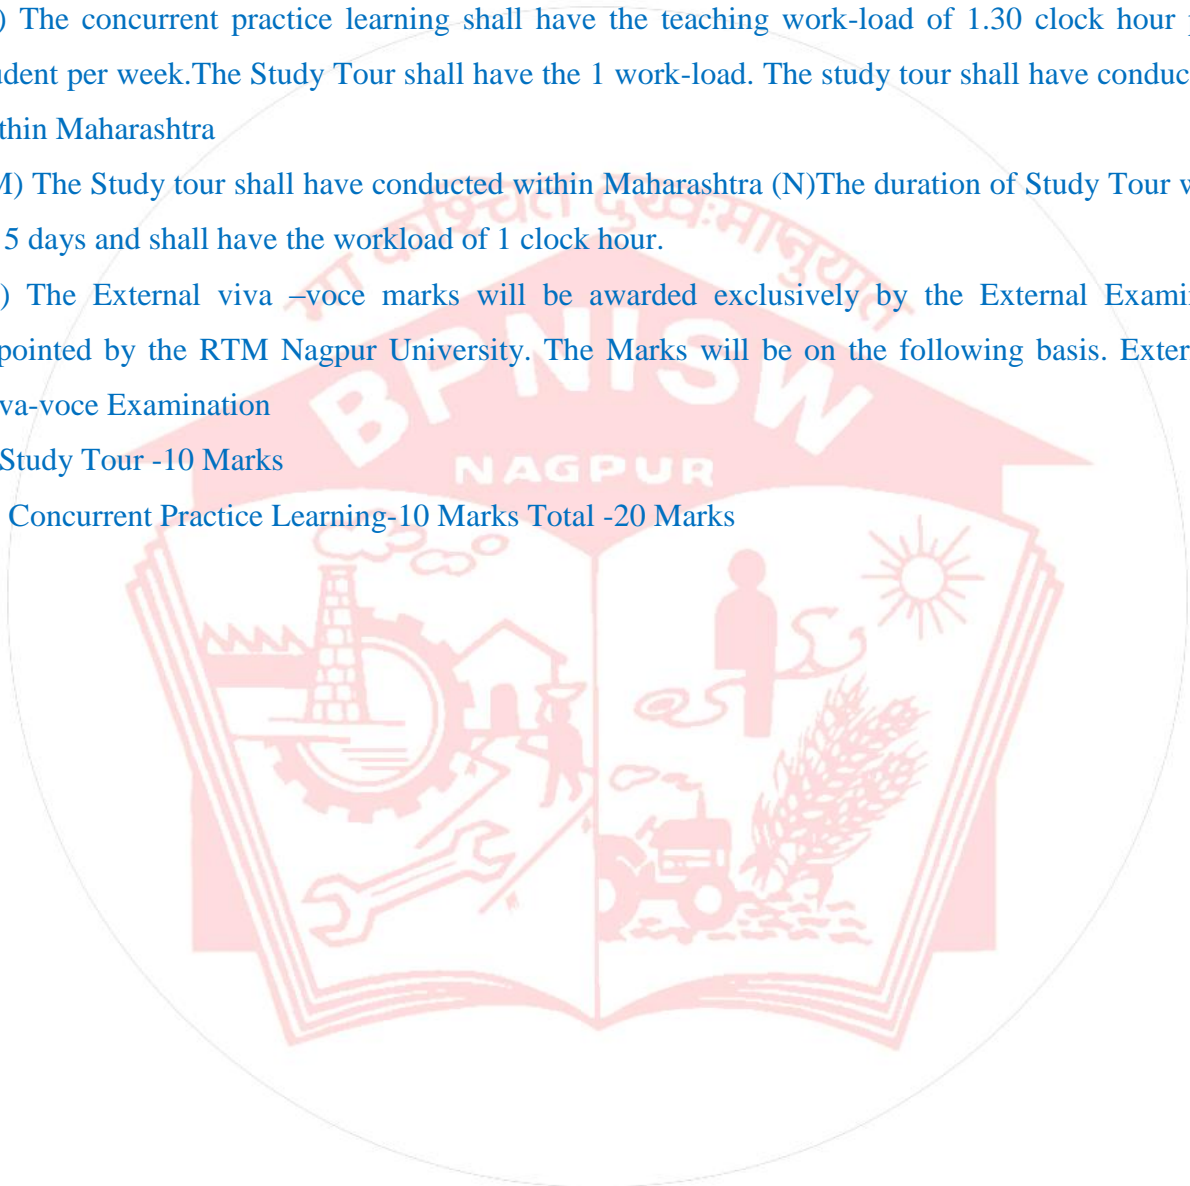 ) The concurrent practice learning shall have the teaching work-load of 1.30 clock hour
udent per week.The Study Tour shall have the 1 work-load. The study tour shall have conduc
thin Maharashtra
M) The Study tour shall have conducted within Maharashtra (N)The duration of Study Tour w
5 days and shall have the workload of 1 clock hour.
) The External viva –voce marks will be awarded exclusively by the External Exami
pointed by the RTM Nagpur University. The Marks will be on the following basis. Exter
va-voce Examination
Study Tour -10 Marks
Concurrent Practice Learning-10 Marks Total -20 Marks
मा कश्चित दुःखःमाप्नुयात
BPNISW
NAGPUR